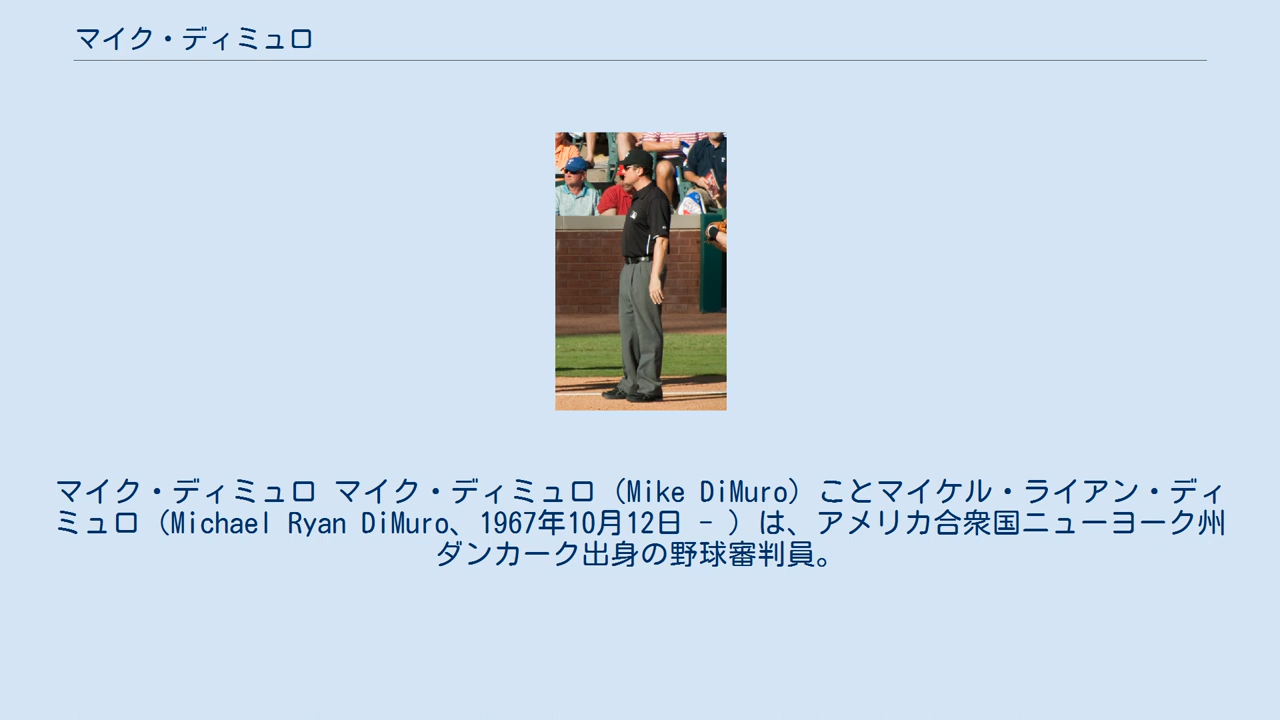 マイク・ディミュロ
マイク・ディミュロ マイク・ディミュロ（Mike DiMuro）ことマイケル・ライアン・ディ
ミュロ（Michael Ryan DiMuro、1967年10月12日 - ）は、アメリカ合衆国ニューヨーク州
ダンカーク出身の野球審判員。